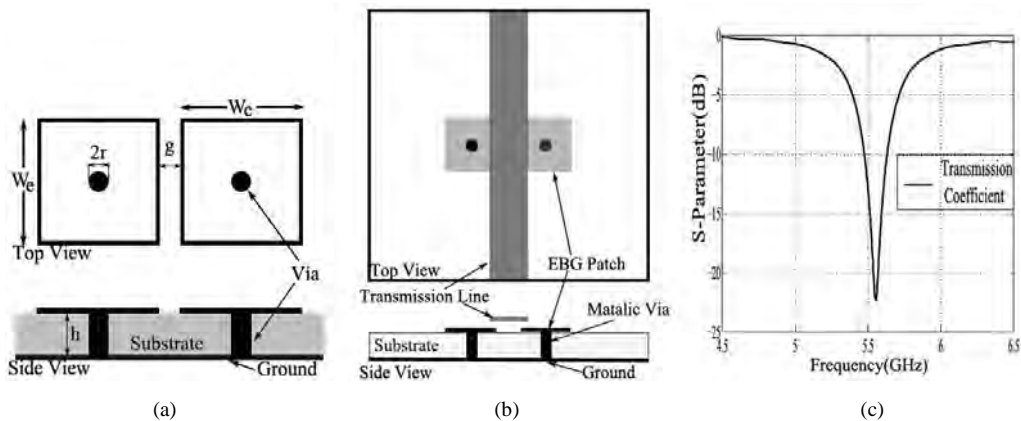 We
g
2r
We
Top View
Via
h
Substrate
Side View
Ground
(a)
Top View
EBG Patch
Transmission Line
Matalic Via
Substrate
Side View
Ground
(b)
S-Parameter(dB)
0
-5
-10
-15
-20
-25
Transmission
Coefficient
4.5
5
5.5
6
6.5
Frequency(GHz)
(c)